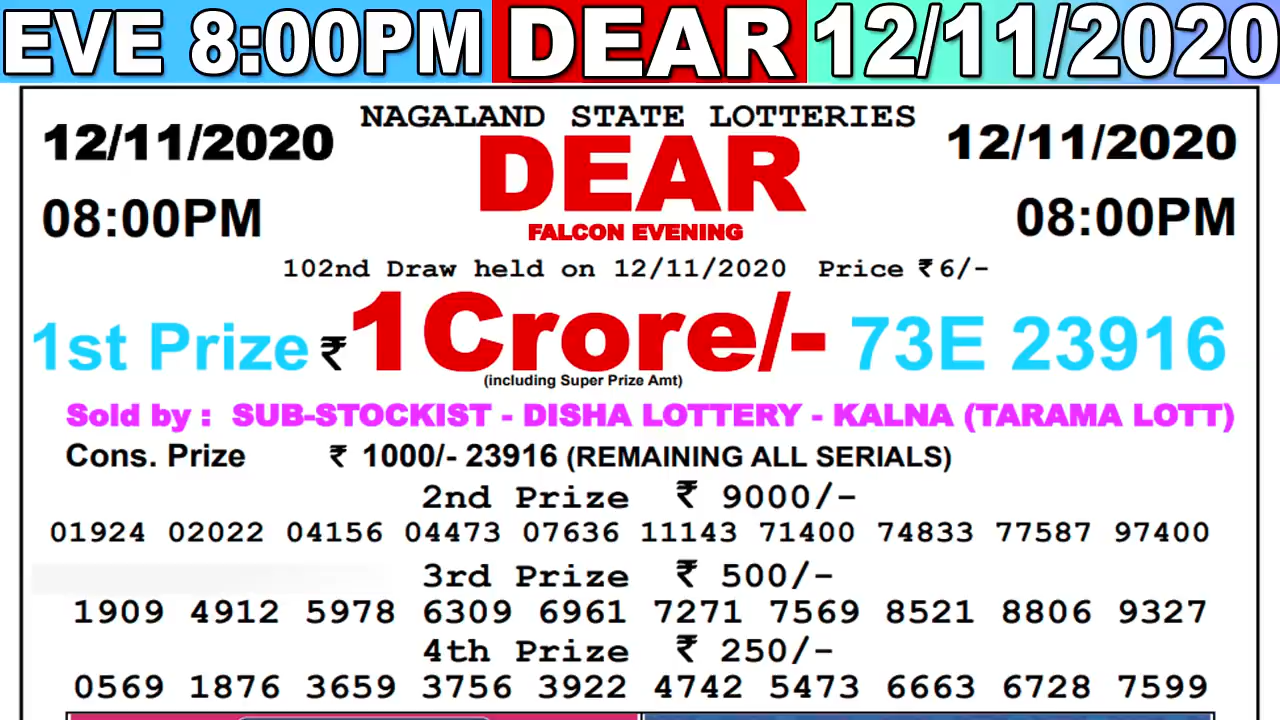 EVE 8:00PM DEAR 12/11/2020
NAGALAND STATE LOTTERIES
12/11/2020 DEAR 12/11/2020
08:00PM FALCON EVENING 08:00PM
102nd Draw held on 12/11/2020 Price ₹ 6/-
1st Prize ₹ 1Crore/- 73E 23916
(including Super Prize Amt)
Sold by : SUB-STOCKIST - DISHA LOTTERY - KALNA (TARAMA LOTT)
Cons. Prize ₹ 1000/- 23916 (REMAINING ALL SERIALS)
2nd Prize ₹ 9000/-
01924 02022 04156 04473 07636 11143 71400 74833 77587 97400
3rd Prize ₹ 500/-
1909 4912 5978 6309 6961 7271 7569 8521 8806 9327
4th Prize ₹ 250/-
0569 1876 3659 3756 3922 4742 5473 6663 6728 7599